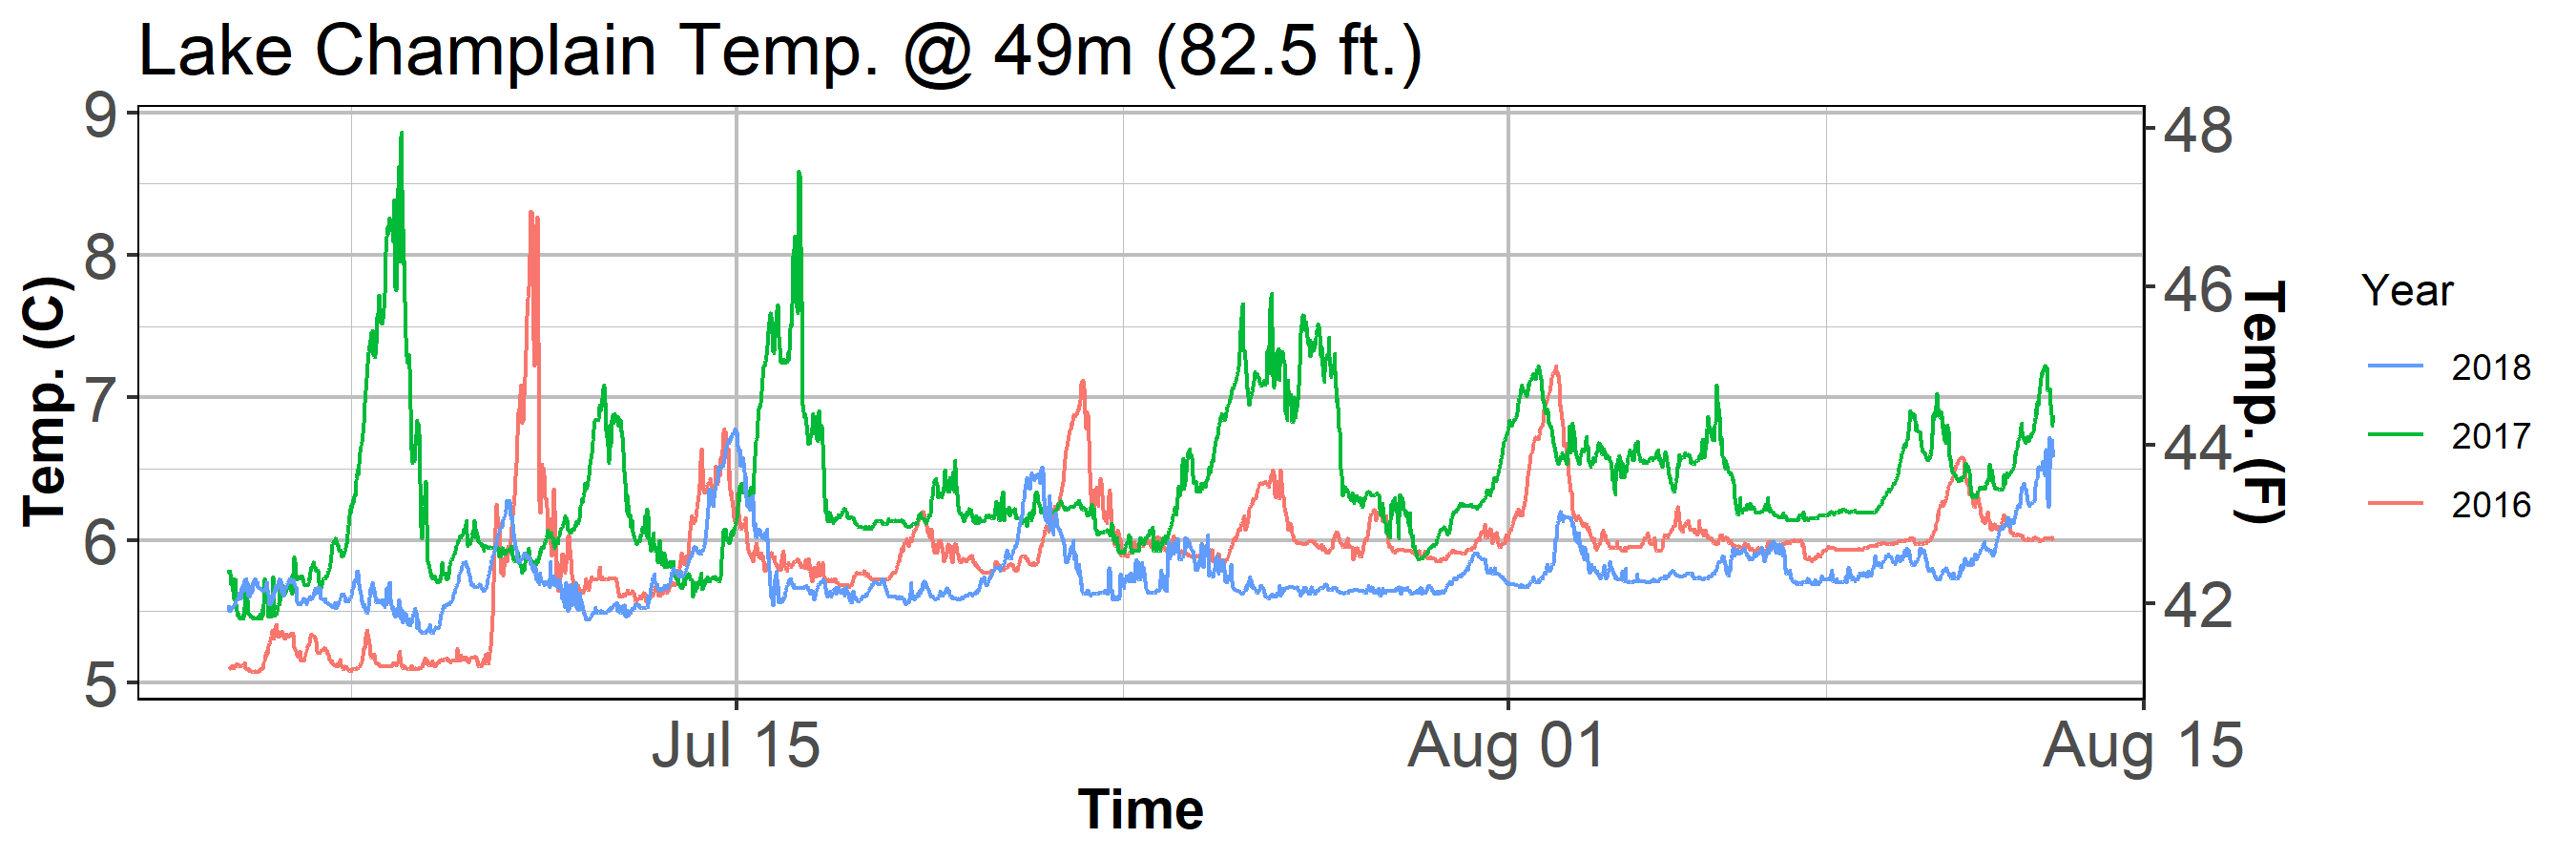 Lake Champlain Temp. @ 49m (82.5 ft.)
9
8
7
6
5
Temp. (C)
48
46
44
42
Temp. (F)
Jul 15
Aug 01
Aug 15
Time
Year
2018
2017
2016